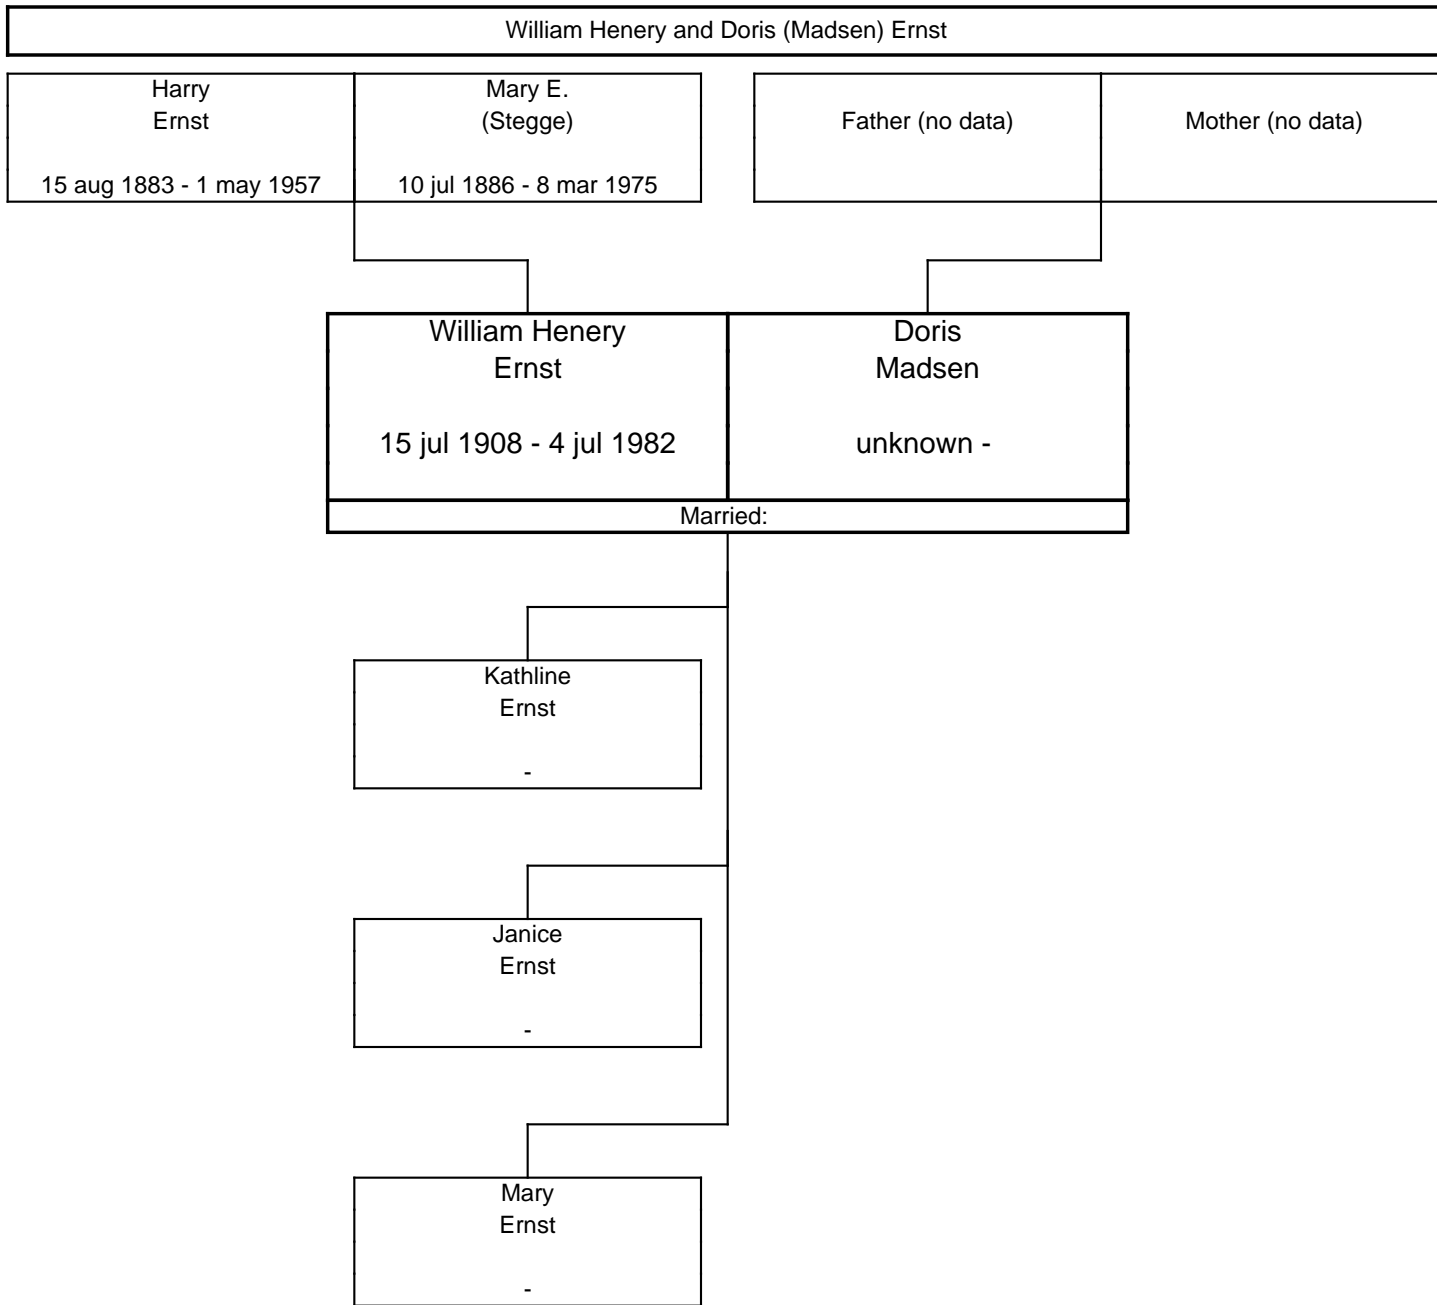 William Henery and Doris (Madsen) Ernst
Harry
Ernst
15 aug 1883 - 1 may 1957
Mary E.
(Stegge)
10 jul 1886 - 8 mar 1975
Father (no data)
Mother (no data)
William Henery
Ernst
15 jul 1908 - 4 jul 1982
Doris
Madsen
unknown -
Married:
Kathline
Ernst
-
Janice
Ernst
-
Mary
Ernst
-